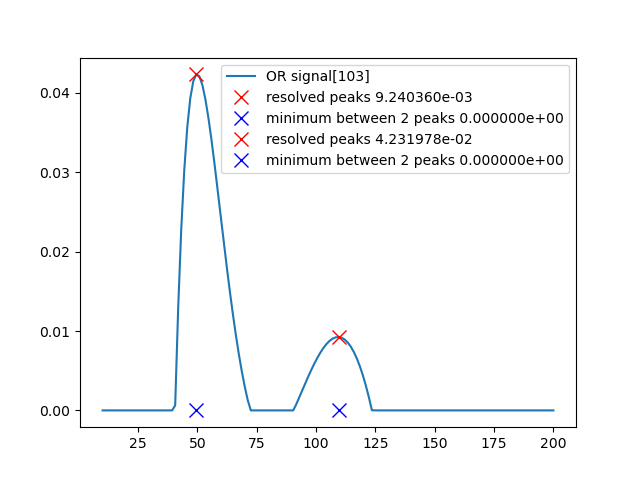 OR signal[103]
resolved peaks 9.240360e-03
minimum between 2 peaks 0.000000e+00
resolved peaks 4.231978e-02
minimum between 2 peaks 0.000000e+00
0.04
0.03
0.02
0.01
0.00
25 50 75 100 125 150 175 200